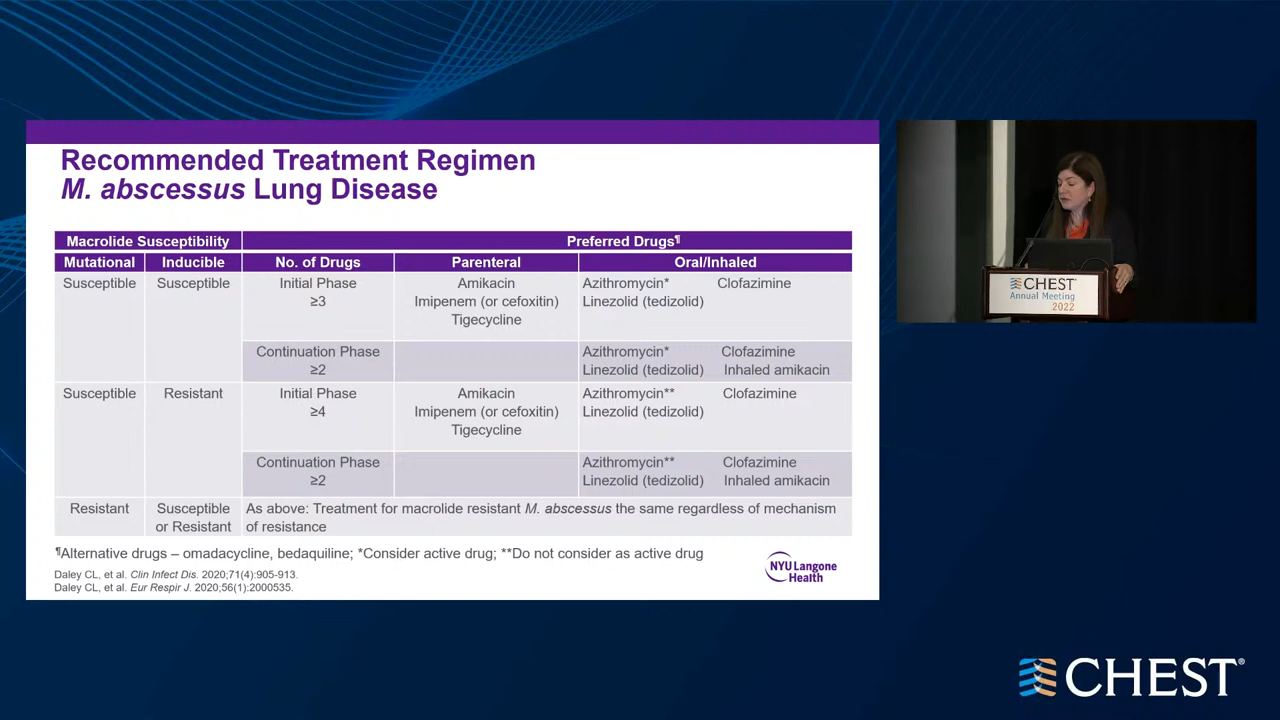 Recommended Treatment Regimen
M. abscessus Lung Disease
Macrolide Susceptibility Preferred Drugs¶
Mutational Inducible No. of Drugs Parenteral Oral/Inhaled
Susceptible Susceptible Initial Phase Amikacin Azithromycin* Clofazimine
≥3 Imipenem (or cefoxitin) Linezolid (tedizolid)
Tigecycline
Continuation Phase Azithromycin* Clofazimine
≥2 Linezolid (tedizolid) Inhaled amikacin
Susceptible Resistant Initial Phase Amikacin Azithromycin** Clofazimine
≥4 Imipenem (or cefoxitin) Linezolid (tedizolid)
Tigecycline
Continuation Phase Azithromycin** Clofazimine
≥2 Linezolid (tedizolid) Inhaled amikacin
Resistant Susceptible As above: Treatment for macrolide resistant M. abscessus the same regardless of mechanism
or Resistant of resistance
¶Alternative drugs – omadacycline, bedaquiline; *Consider active drug; **Do not consider as active drug
Daley CL, et al. Clin Infect Dis. 2020;71(4):905-913.
Daley CL, et al. Eur Respir J. 2020;56(1):2000535.
NYU Langone
Health
CHEST
Annual Meeting
2022
CHEST®